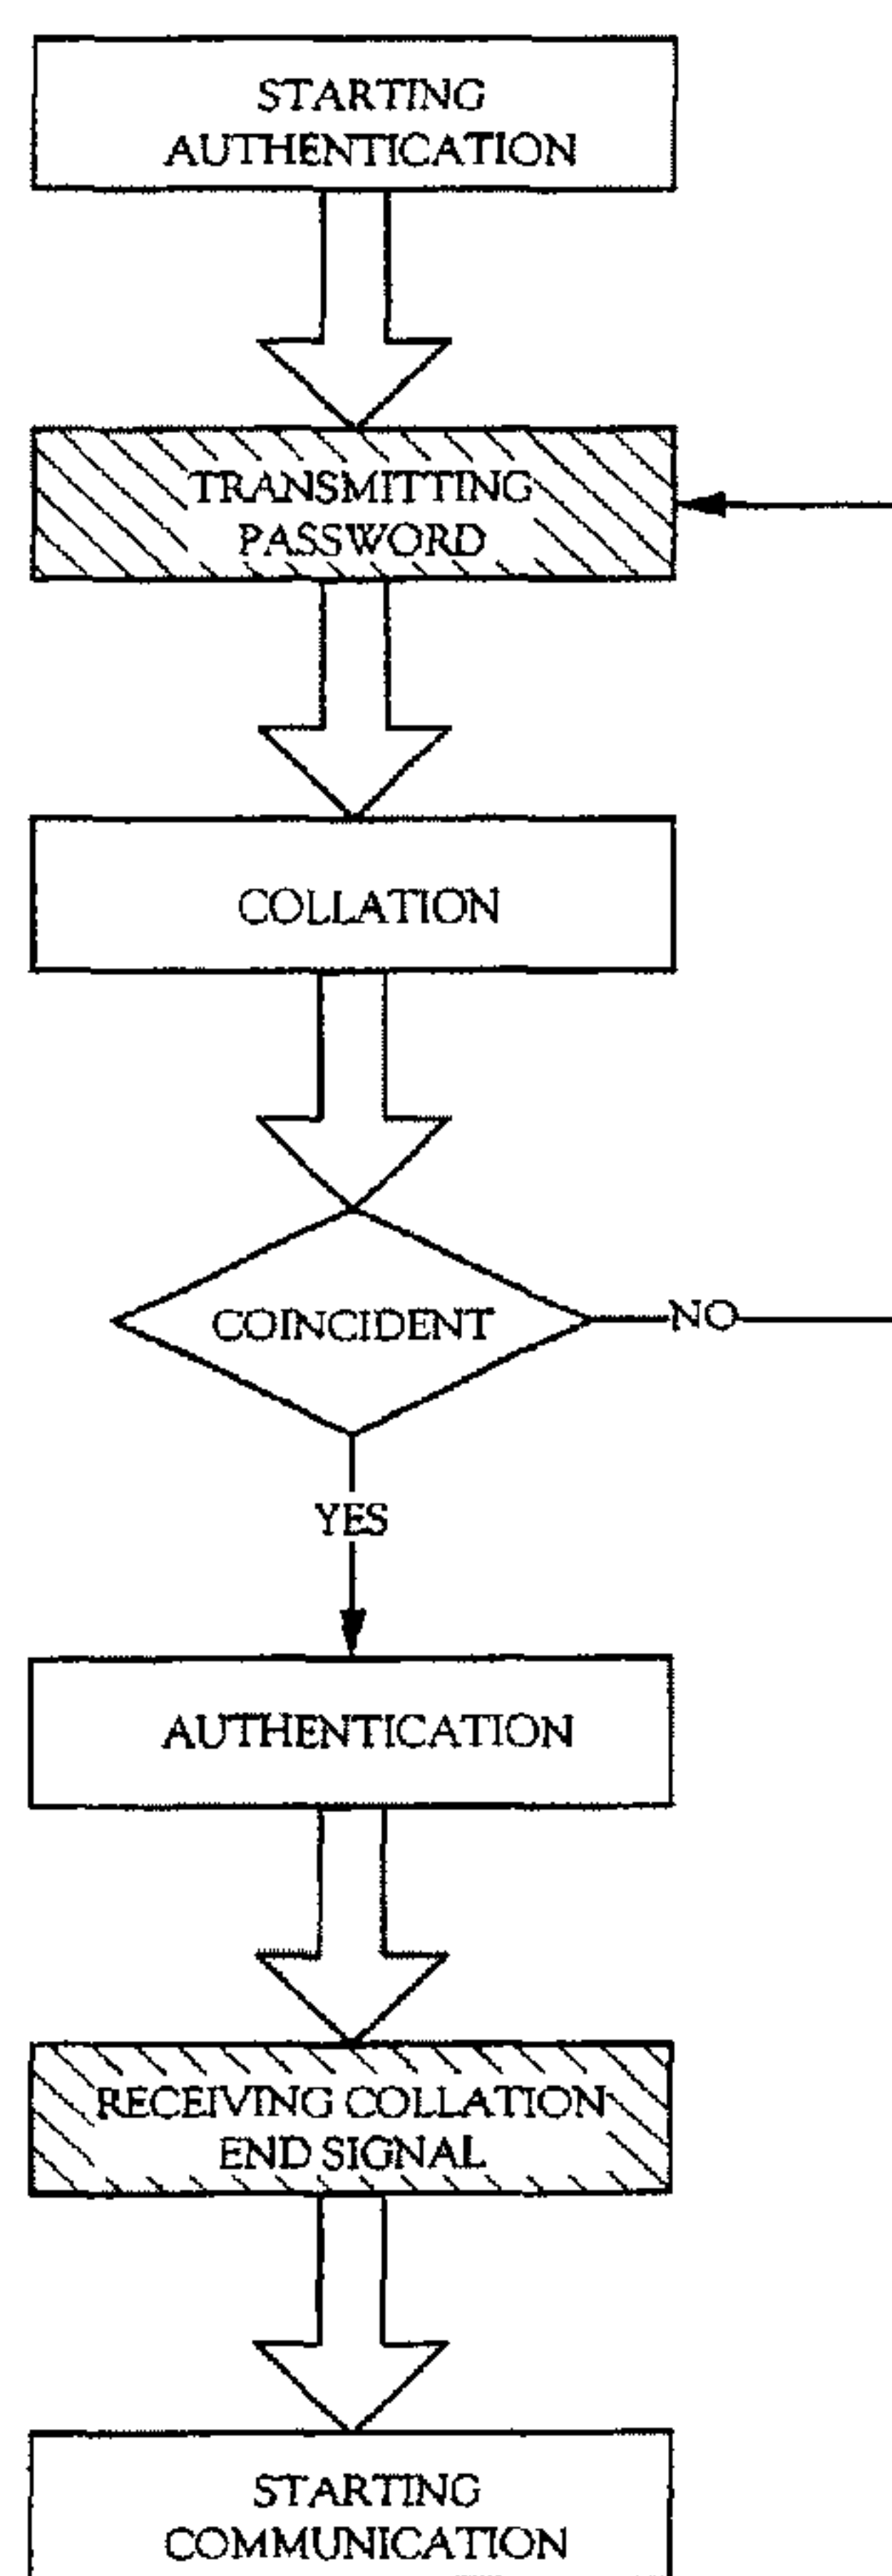 STARTING
AUTHENTICATION
TRANSMITTING
PASSWORD
COLLATION
COINCIDENT
NO
YES
AUTHENTICATION
RECEIVING COLLATION
END SIGNAL
STARTING
COMMUNICATION